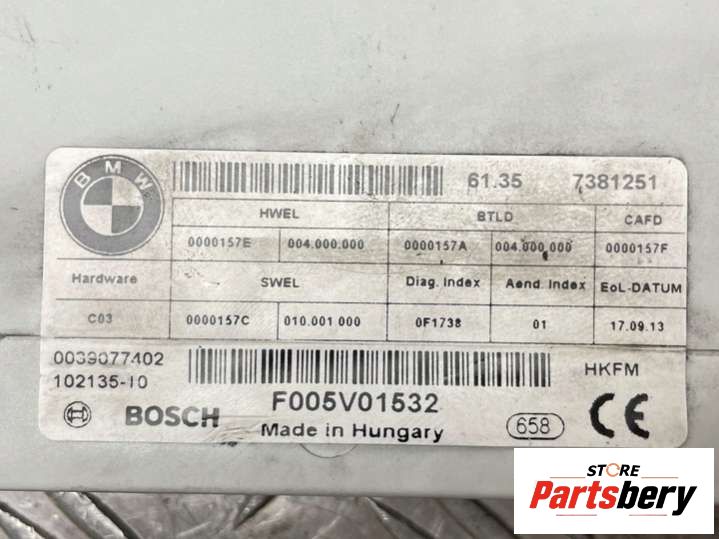 BMW
61.35 7381251
HWEL BTLD CAFD
0000157E 004.000.000 0000157A 004.000.000 0000157F
Hardware SWEL Diag. Index Aend. Index EoL-DATUM
C03 0000157C 010.001 000 0F1738 01 17.09.13
0039077402
102135-10
HKFM
BOSCH F005V01532
Made in Hungary
658 CE
STORE
Partsbery